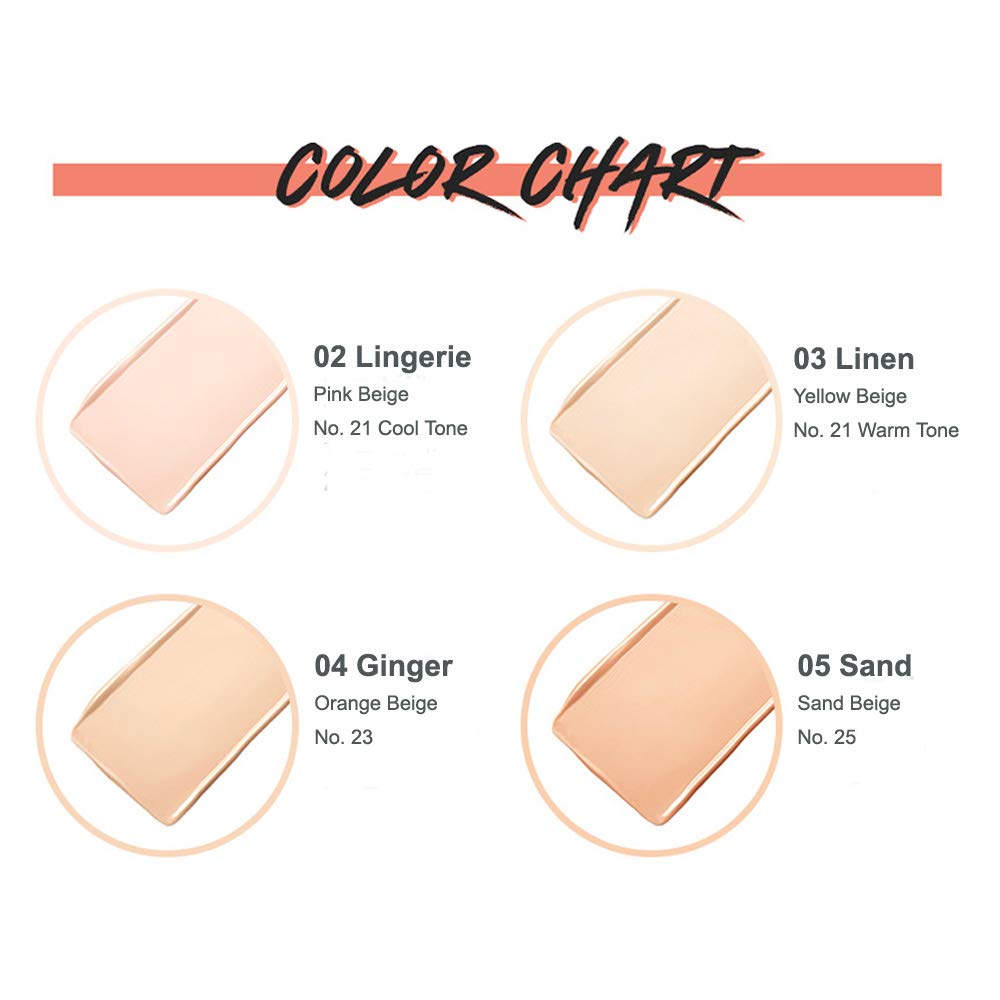 COLOR CHART
02 Lingerie
Pink Beige
No. 21 Cool Tone
03 Linen
Yellow Beige
No. 21 Warm Tone
04 Ginger
Orange Beige
No. 23
05 Sand
Sand Beige
No. 25